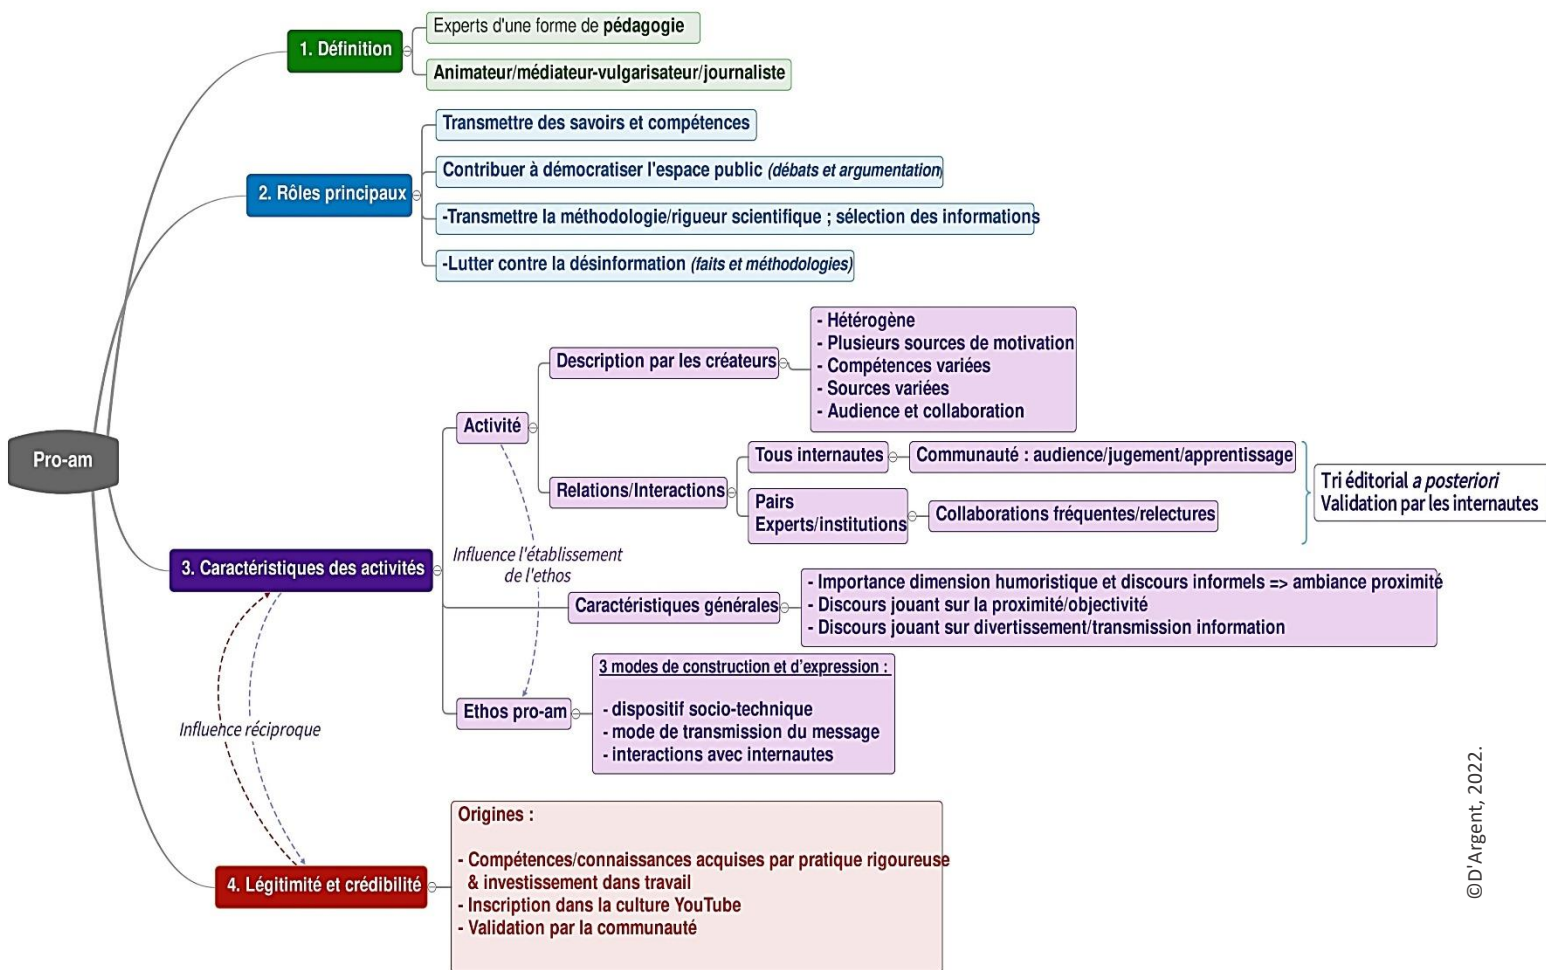 Pro-am
1. Définition
Experts d'une forme de pédagogie
Animateur/médiateur-vulgarisateur/journaliste
2. Rôles principaux
Transmettre des savoirs et compétences
Contribuer à démocratiser l'espace public (débats et argumentation)
-Transmettre la méthodologie/rigueur scientifique ; sélection des informations
-Lutter contre la désinformation (faits et méthodologies)
3. Caractéristiques des activités
Activité
Description par les créateurs
- Hétérogène
- Plusieurs sources de motivation
- Compétences variées
- Sources variées
- Audience et collaboration
Relations/Interactions
Tous internautes
Communauté : audience/jugement/apprentissage
Pairs
Experts/institutions
Collaborations fréquentes/relectures
Tri éditorial a posteriori
Validation par les internautes
Influence l'établissement
de l'ethos
Caractéristiques générales
- Importance dimension humoristique et discours informels => ambiance proximité
- Discours jouant sur la proximité/objectivité
- Discours jouant sur divertissement/transmission information
Ethos pro-am
3 modes de construction et d'expression :
- dispositif socio-technique
- mode de transmission du message
- interactions avec internautes
Influence réciproque
4. Légitimité et crédibilité
Origines :
- Compétences/connaissances acquises par pratique rigoureuse
& investissement dans travail
- Inscription dans la culture YouTube
- Validation par la communauté
©D'Argent, 2022.